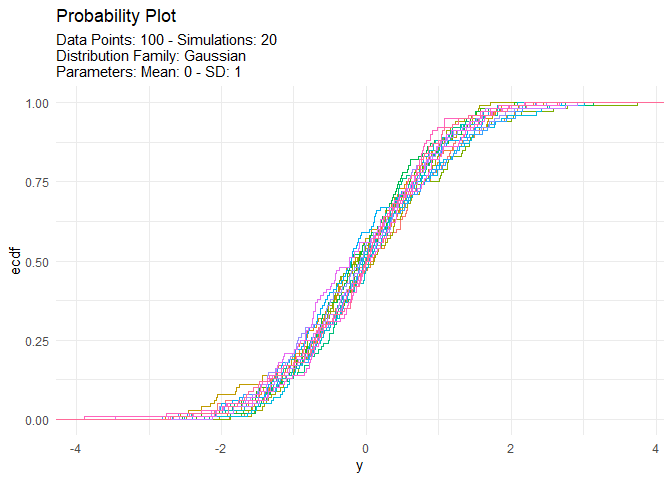 Probability Plot
Data Points: 100 - Simulations: 20
Distribution Family: Gaussian
Parameters: Mean: 0 - SD: 1
1.00
0.75
0.50
0.25
0.00
ecdf
-4
-2
0
2
4
y